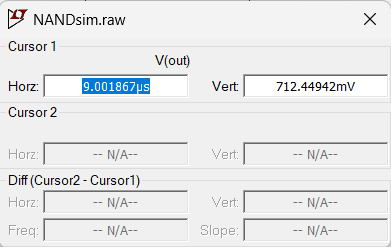 NANDsim.raw
Cursor 1
V(out)
Horz: 9.001867µs Vert: 712.44942mV
Cursor 2
Horz: -- N/A-- Vert: -- N/A--
Diff (Cursor2 - Cursor1)
Horz: -- N/A-- Vert: -- N/A--
Freq: -- N/A-- Slope: -- N/A--